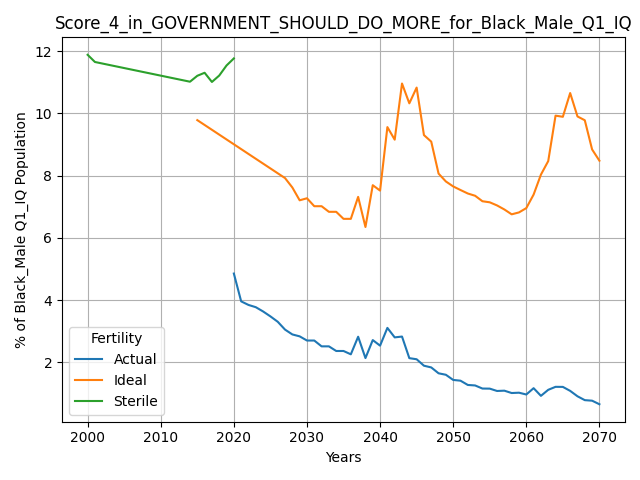 Score_4_in_GOVERNMENT_SHOULD_DO_MORE_for_Black_Male_Q1_IQ
% of Black_Male Q1_IQ Population
12
10
8
6
4
2
Fertility
Actual
Ideal
Sterile
2000 2010 2020 2030 2040 2050 2060 2070
Years